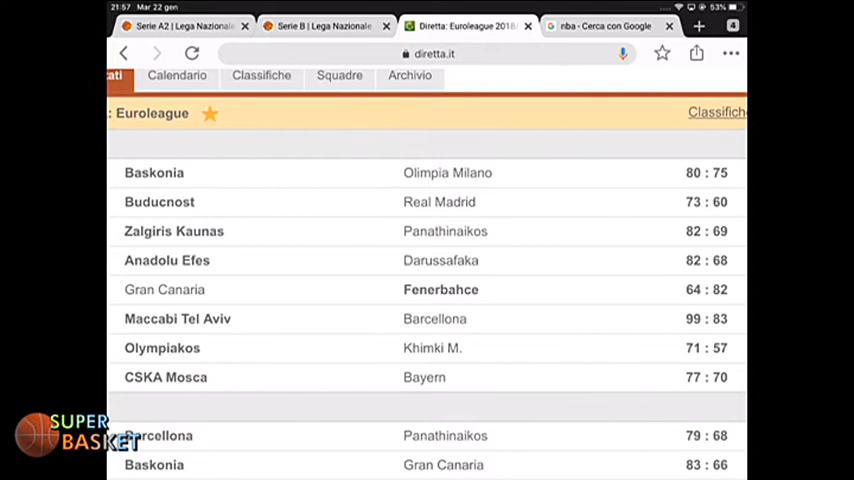 21:57 Mar 22 gen 53%
Serie A2 | Lega Nazionale Serie B | Lega Nazionale Diretta: Euroleague 2018/ nba - Cerca con Google 4
diretta.it
ati Calendario Classifiche Squadre Archivio
: Euroleague Classifich
Baskonia Olimpia Milano 80 : 75
Buducnost Real Madrid 73 : 60
Zalgiris Kaunas Panathinaikos 82 : 69
Anadolu Efes Darussafaka 82 : 68
Gran Canaria Fenerbahce 64 : 82
Maccabi Tel Aviv Barcellona 99 : 83
Olympiakos Khimki M. 71 : 57
CSKA Mosca Bayern 77 : 70
Barcellona Panathinaikos 79 : 68
Baskonia Gran Canaria 83 : 66
SUPER
BASKET